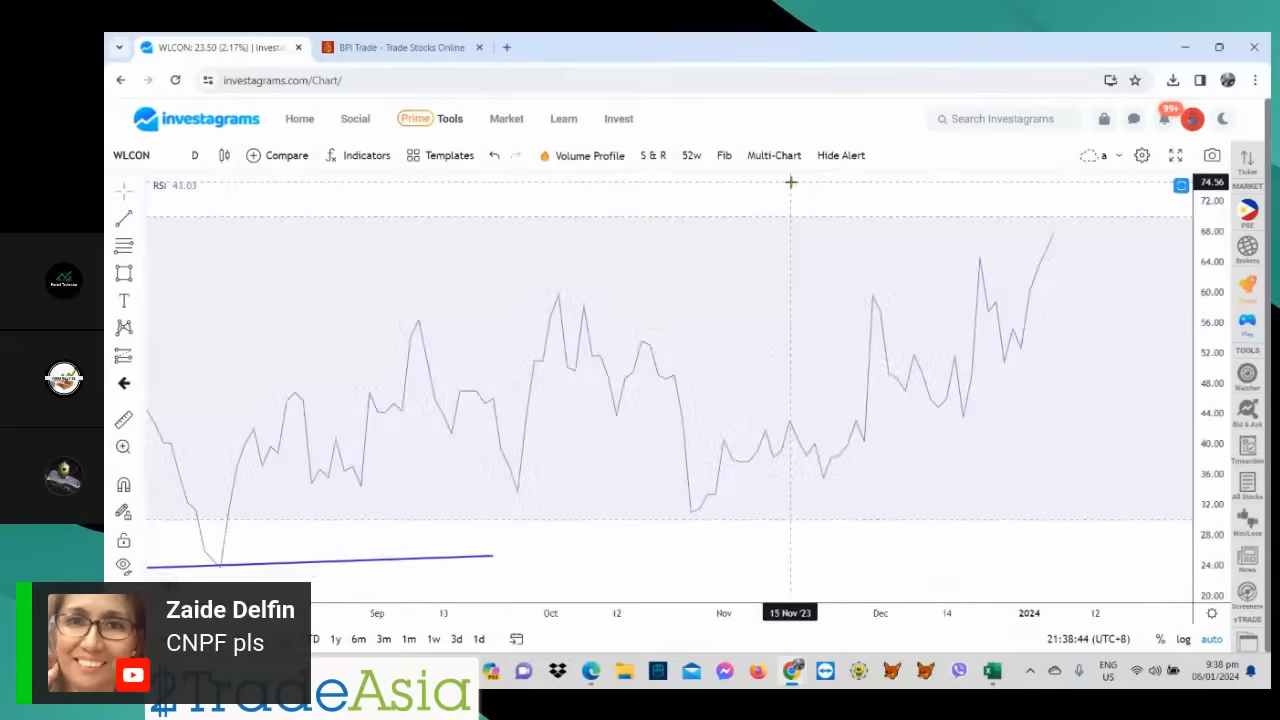 WLCON: 23.50 (2.17%) | Investa
BPI Trade - Trade Stocks Online
investagrams.com/Chart/
investagrams
Home
Social
Prime Tools
Market
Learn
Invest
Search Investagrams
99+
WLCON
D
Compare
Indicators
Templates
Volume Profile
S & R
52w
Fib
Multi-Chart
Hide Alert
a
Ticker
RSI 43.03
74.56
MARKET
72.00
PSE
68.00
64.00
Brokers
60.00
56.00
Play
52.00
TOOLS
48.00
Watcher
44.00
Bid & Ask
40.00
36.00
Trnsaction
32.00
All Stocks
28.00
Win/Lose
24.00
News
20.00
Screener+
vTRADE
Sep
13
Oct
12
Nov
15 Nov '23
Dec
14
2024
12
1y
6m
3m
1m
1w
3d
1d
21:38:44 (UTC+8)
%
log
auto
Zaide Delfin
CNPF pls
TradeAsia
ENG
US
9:38 pm
06/01/2024